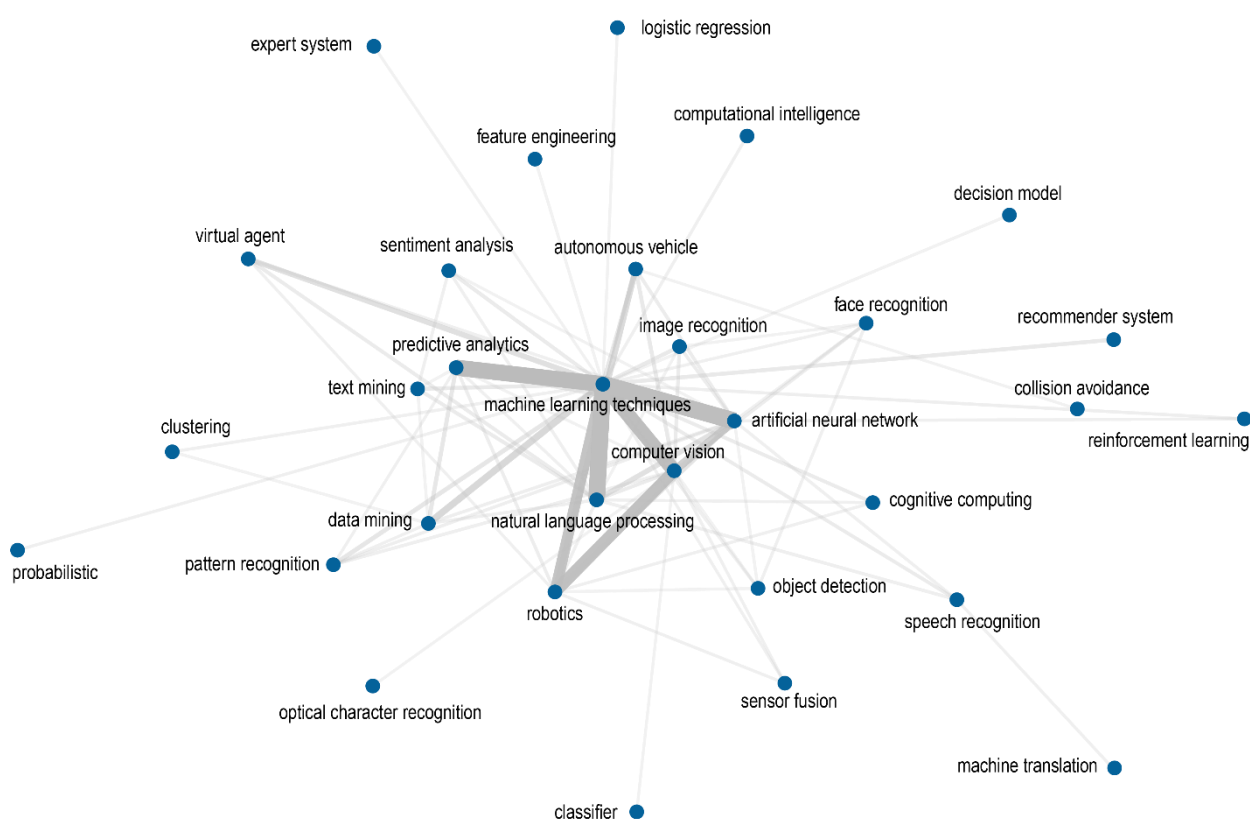 logistic regression
expert system
computational intelligence
feature engineering
decision model
virtual agent
sentiment analysis
autonomous vehicle
face recognition
recommender system
image recognition
predictive analytics
text mining
collision avoidance
machine learning techniques
artificial neural network
clustering
reinforcement learning
computer vision
cognitive computing
data mining
natural language processing
pattern recognition
probabilistic
object detection
robotics
speech recognition
sensor fusion
optical character recognition
machine translation
classifier